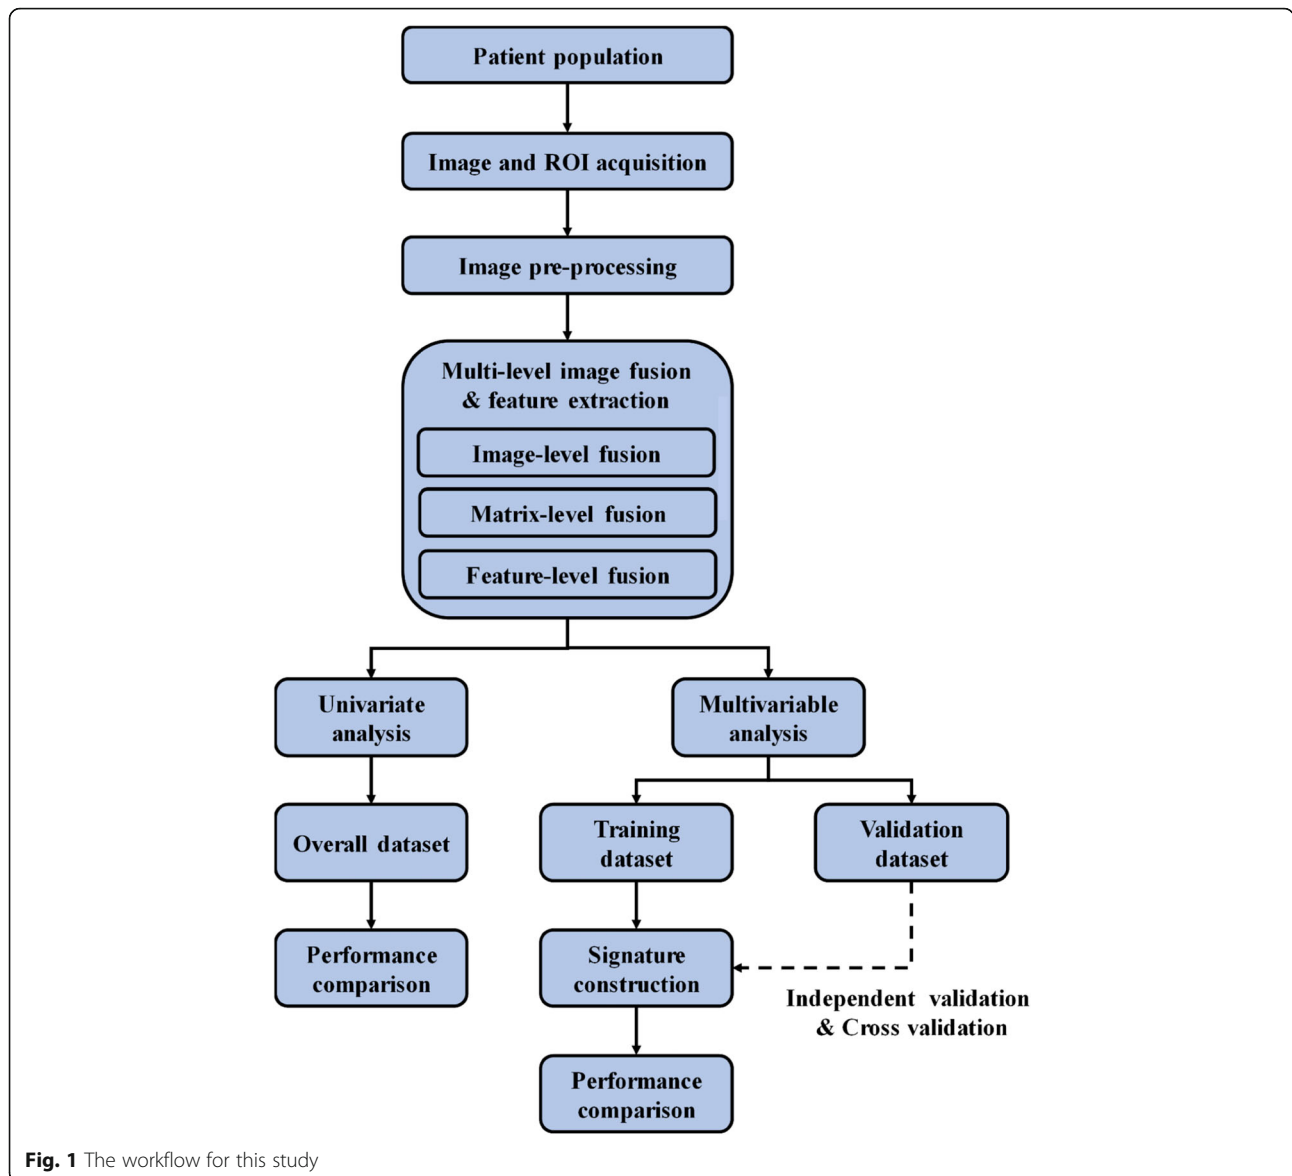 Patient population
Image and ROI acquisition
Image pre-processing
Multi-level image fusion
& feature extraction
Image-level fusion
Matrix-level fusion
Feature-level fusion
Univariate
analysis
Multivariable
analysis
Overall dataset
Training
dataset
Validation
dataset
Performance
comparison
Signature
construction
Independent validation
& Cross validation
Performance
comparison
Fig. 1 The workflow for this study